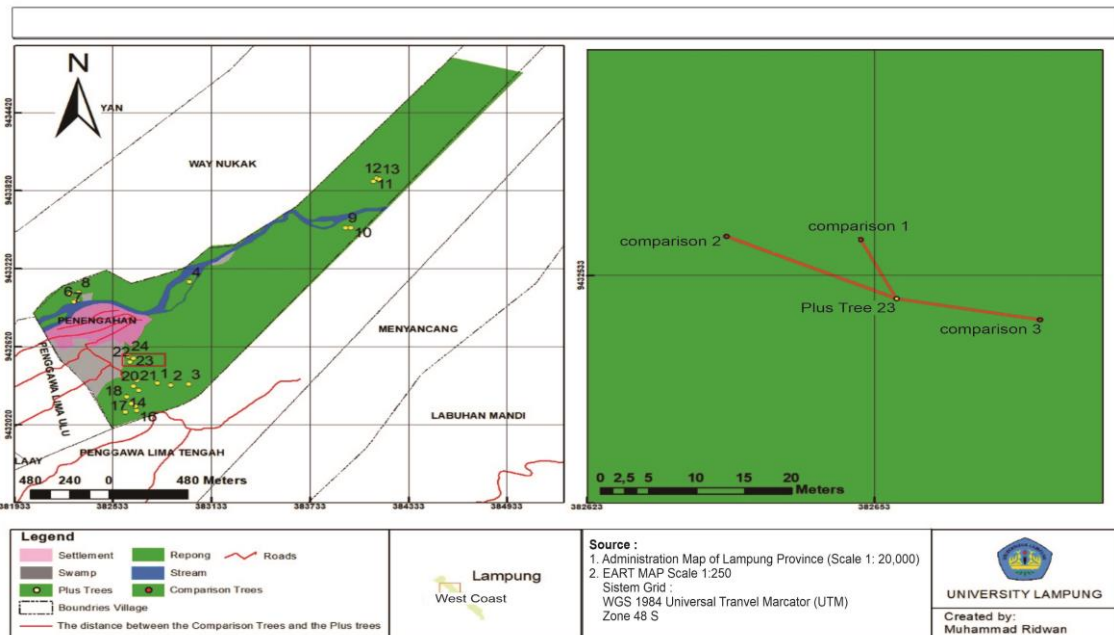 N
YAN
WAY NUKAK
12 13
11
9
10
4
8
6
7
PENENGAHAN
MENYANCANG
24
22
23
PENGGAWA LIMA ULU
20 21 1 2 3
18
14
17
16
LABUHAN MANDI
PENGGAWA LIMA TENGAH
LAAY
480 240 0 480 Meters
9434420
9433820
9433220
9432620
9432020
381933 382533 383133 383733 384333 384933
comparison 2
comparison 1
Plus Tree 23
comparison 3
9432533
0 2,5 5 10 15 20
Meters
382623 382653
Legend
Settlement Repong Roads
Swamp Stream
Plus Trees Comparison Trees
Boundries Village
The distance between the Comparison Trees and the Plus trees
Lampung
West Coast
Source :
1. Administration Map of Lampung Province (Scale 1: 20,000)
2. EART MAP Scale 1:250
Sistem Grid :
WGS 1984 Universal Tranvel Marcator (UTM)
Zone 48 S
UNIVERSITY LAMPUNG
Created by:
Muhammad Ridwan